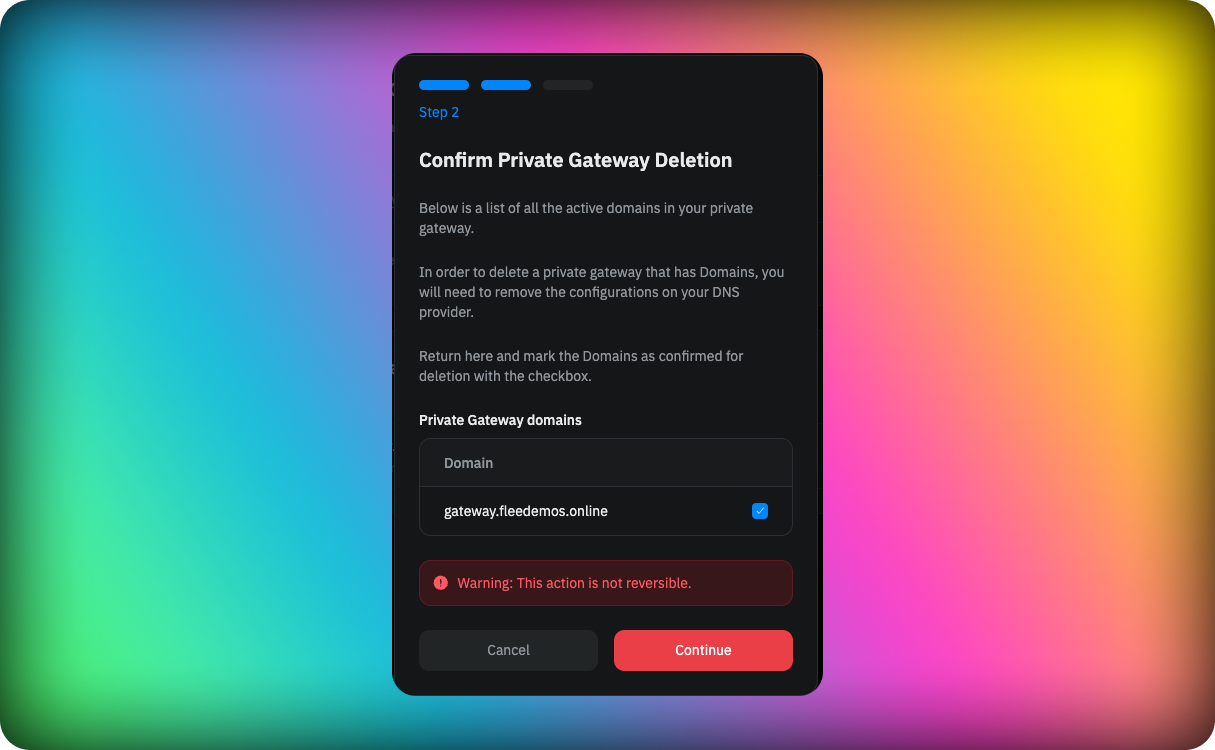 Step 2
Confirm Private Gateway Deletion
Below is a list of all the active domains in your private
gateway.
In order to delete a private gateway that has Domains, you
will need to remove the configurations on your DNS
provider.
Return here and mark the Domains as confirmed for
deletion with the checkbox.
Private Gateway domains
Domain
gateway.fleedemos.online
Warning: This action is not reversible.
Cancel
Continue